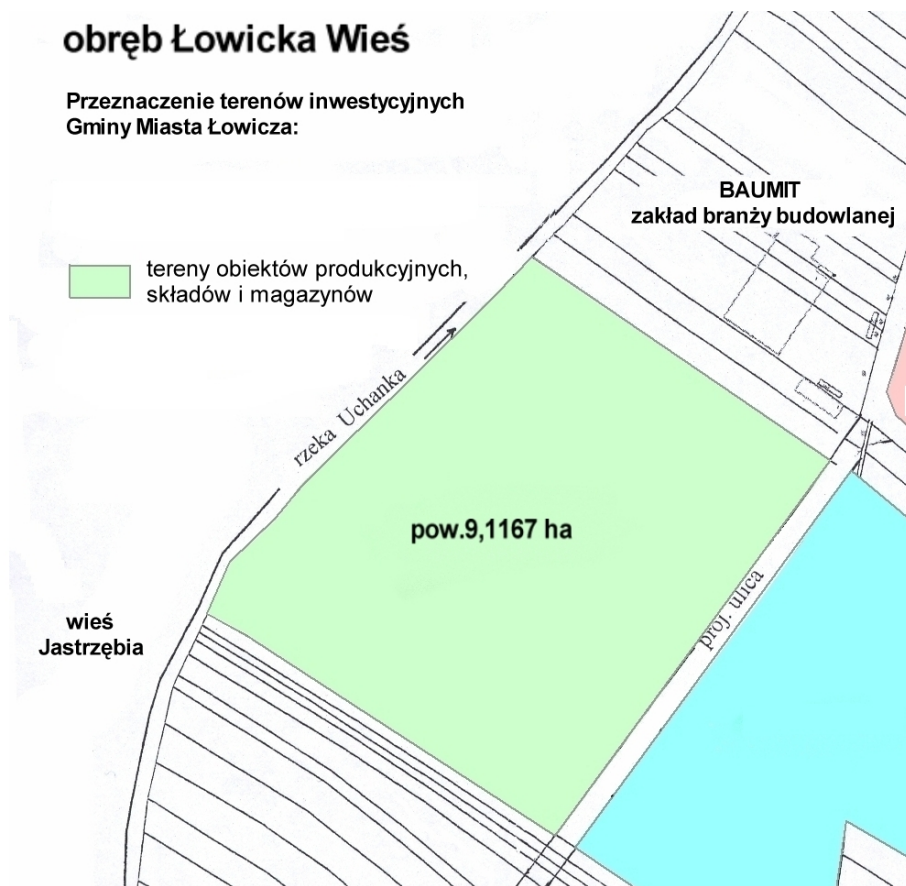 obręb Łowicka Wieś
Przeznaczenie terenów inwestycyjnych
Gminy Miasta Łowicza:
tereny obiektów produkcyjnych,
składów i magazynów
BAUMIT
zakład branży budowlanej
rzeka Uchanka
pow.9,1167 ha
proj. ulica
wieś
Jastrzębia